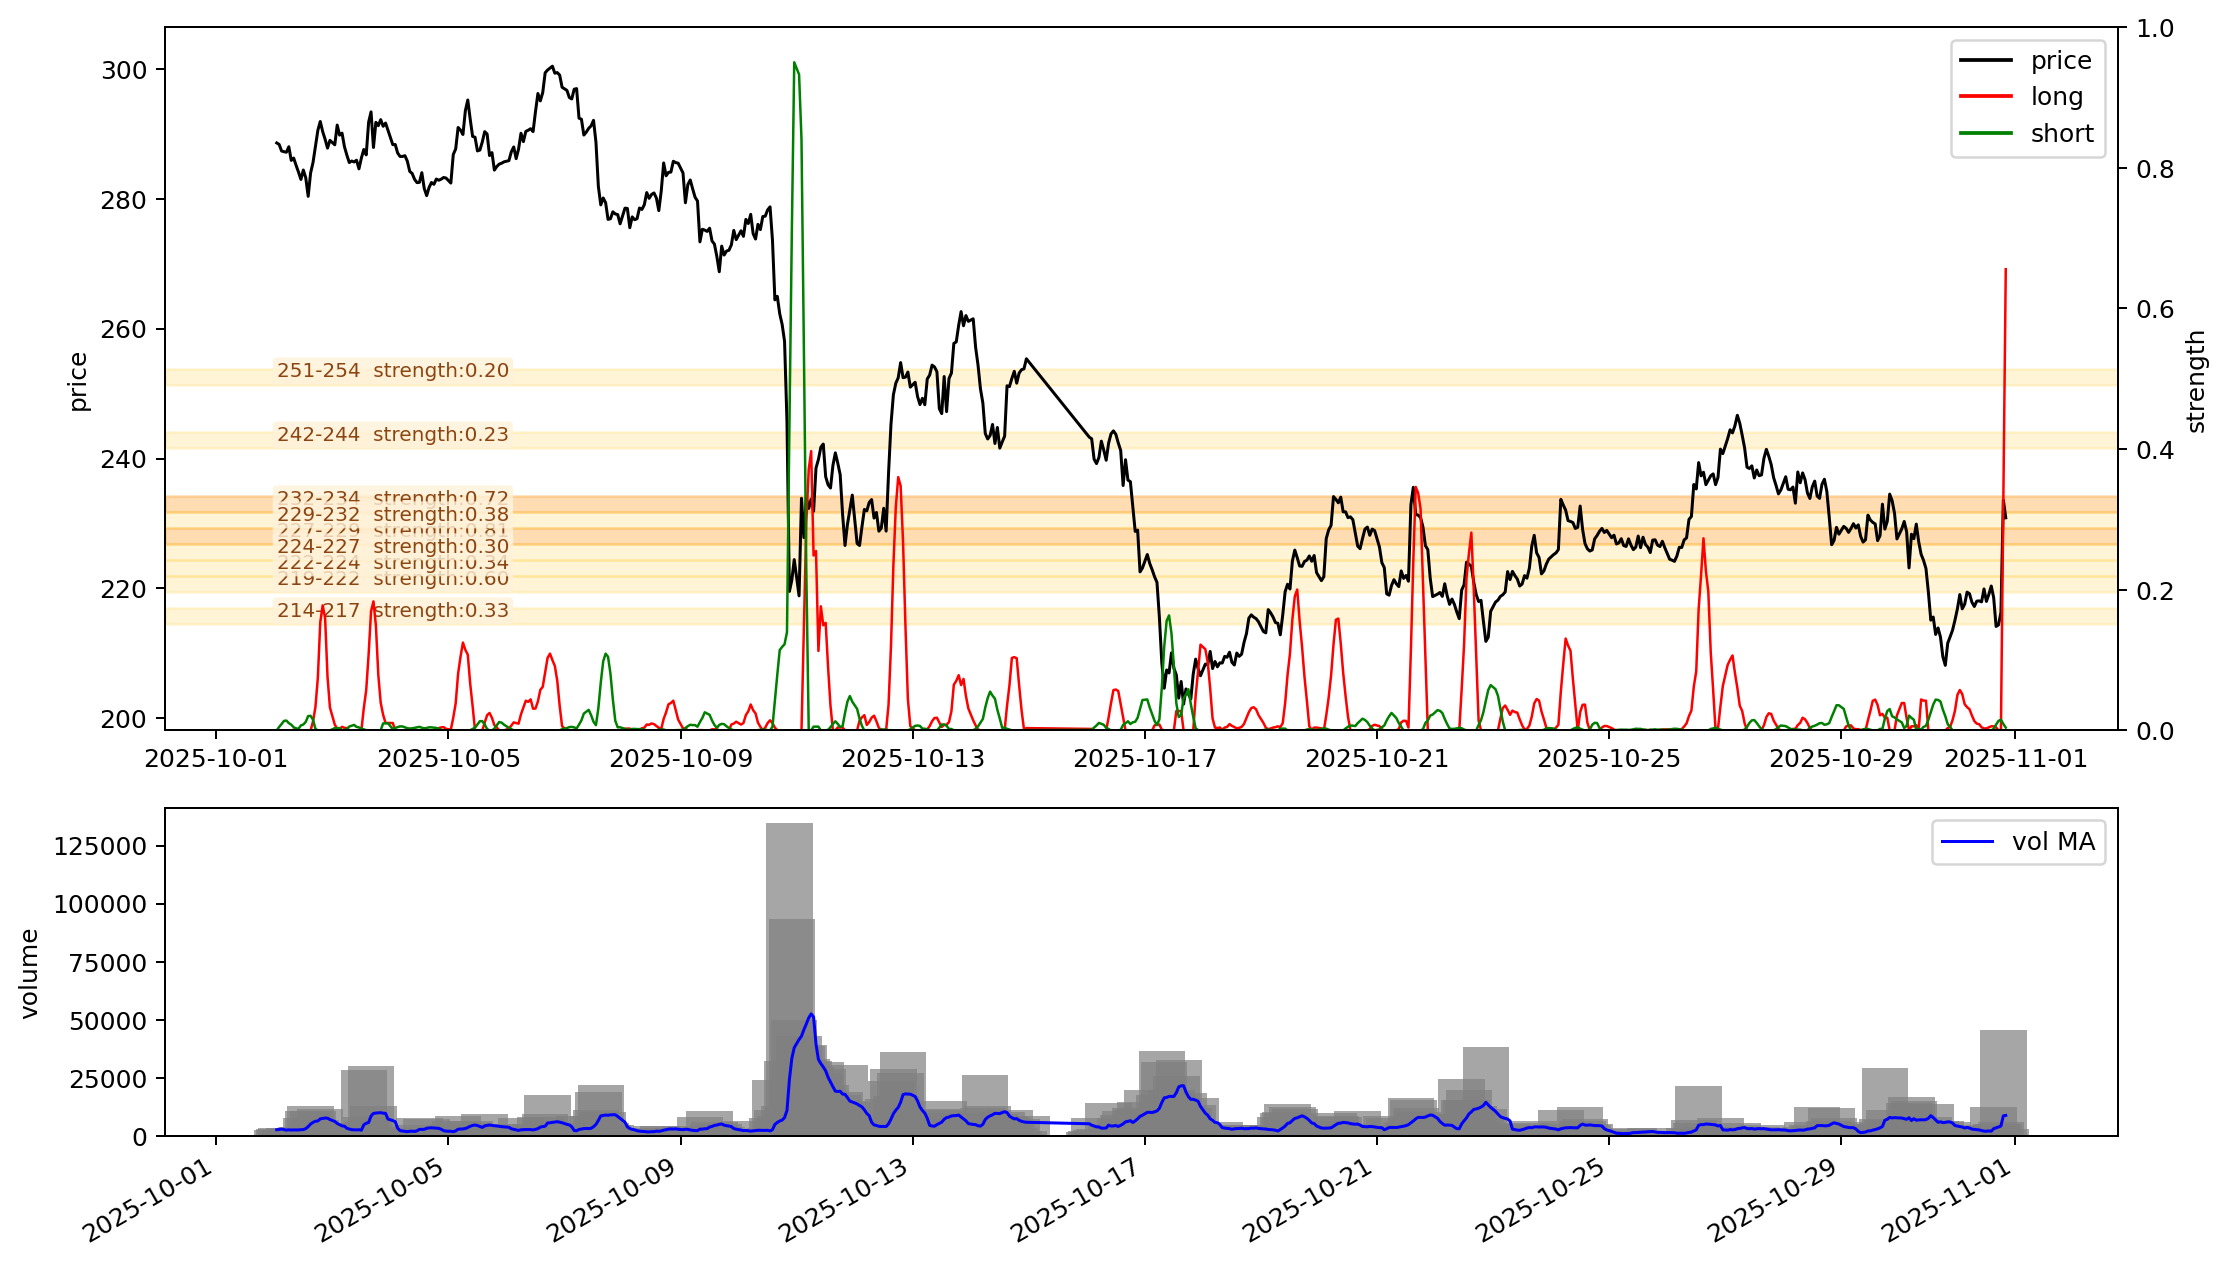 300
280
260
240
220
200
price
251-254  strength:0.20
242-244  strength:0.23
232-234  strength:0.72
229-232  strength:0.38
227-229  strength:0.81
224-227  strength:0.30
222-224  strength:0.34
219-222  strength:0.60
214-217  strength:0.33
price
long
short
1.0
0.8
0.6
0.4
0.2
0.0
strength
2025-10-01
2025-10-05
2025-10-09
2025-10-13
2025-10-17
2025-10-21
2025-10-25
2025-10-29
2025-11-01
125000
100000
75000
50000
25000
0
volume
vol MA
2025-10-01
2025-10-05
2025-10-09
2025-10-13
2025-10-17
2025-10-21
2025-10-25
2025-10-29
2025-11-01